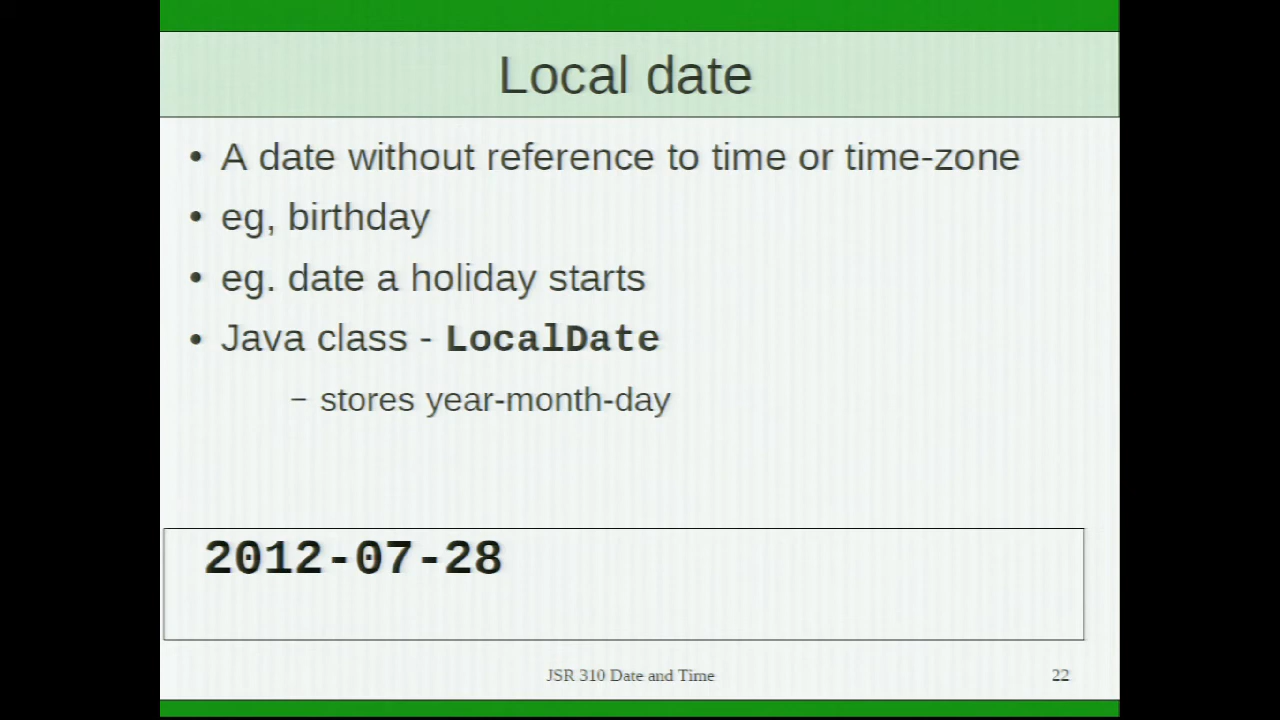 Local date
• A date without reference to time or time-zone
• eg, birthday
• eg. date a holiday starts
• Java class - LocalDate
– stores year-month-day
2012-07-28
JSR 310 Date and Time
22